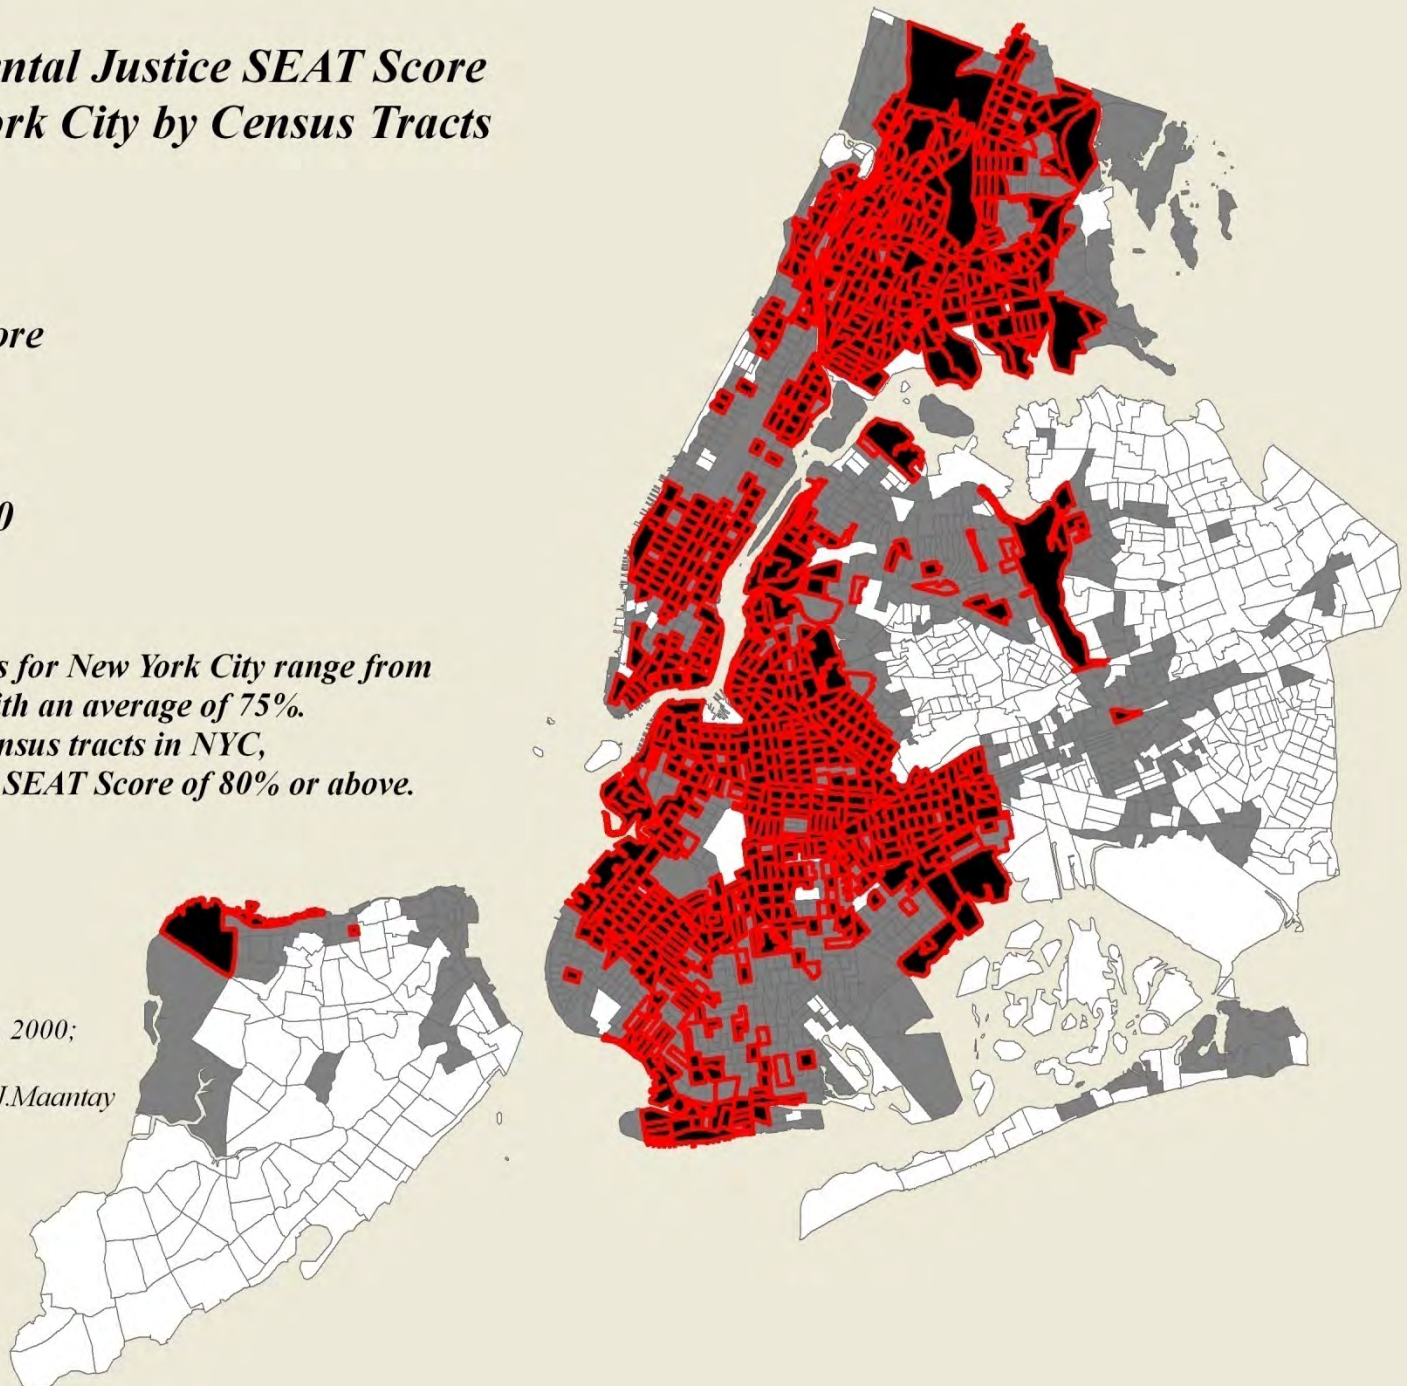 ntal Justice SEAT Score
rk City by Census Tracts
ore
0
s for New York City range from
ith an average of 75%.
nsus tracts in NYC,
SEAT Score of 80% or above.
2000;
J.Maantay